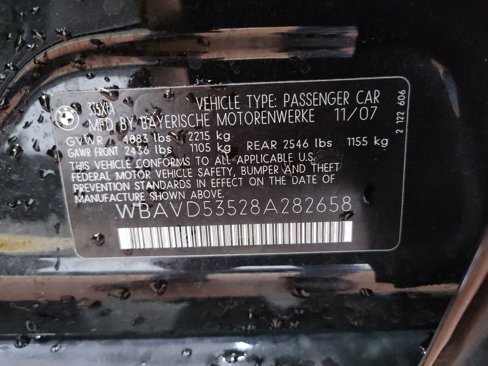 335XI VEHICLE TYPE: PASSENGER CAR
MFD BY BAYERISCHE MOTORENWERKE 11/07
GVWR 4883 lbs 2215 kg
GAWR FRONT 2436 lbs 1105 kg REAR 2546 lbs 1155 kg
THIS VEHICLE CONFORMS TO ALL APPLICABLE U.S.
FEDERAL MOTOR VEHICLE SAFETY, BUMPER AND THEFT
PREVENTION STANDARDS IN EFFECT ON THE DATE OF
MANUFACTURE SHOWN ABOVE.
WBAVD53528A282658
2 122 606